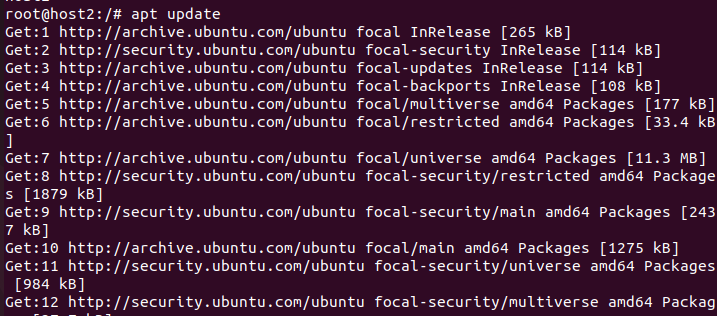 root@host2:/# apt update
Get:1 http://archive.ubuntu.com/ubuntu focal InRelease [265 kB]
Get:2 http://security.ubuntu.com/ubuntu focal-security InRelease [114 kB]
Get:3 http://archive.ubuntu.com/ubuntu focal-updates InRelease [114 kB]
Get:4 http://archive.ubuntu.com/ubuntu focal-backports InRelease [108 kB]
Get:5 http://archive.ubuntu.com/ubuntu focal/multiverse amd64 Packages [177 kB]
Get:6 http://archive.ubuntu.com/ubuntu focal/restricted amd64 Packages [33.4 kB
]
Get:7 http://archive.ubuntu.com/ubuntu focal/universe amd64 Packages [11.3 MB]
Get:8 http://security.ubuntu.com/ubuntu focal-security/restricted amd64 Package
s [1879 kB]
Get:9 http://security.ubuntu.com/ubuntu focal-security/main amd64 Packages [243
7 kB]
Get:10 http://archive.ubuntu.com/ubuntu focal/main amd64 Packages [1275 kB]
Get:11 http://security.ubuntu.com/ubuntu focal-security/universe amd64 Packages
 [984 kB]
Get:12 http://security.ubuntu.com/ubuntu focal-security/multiverse amd64 Packag